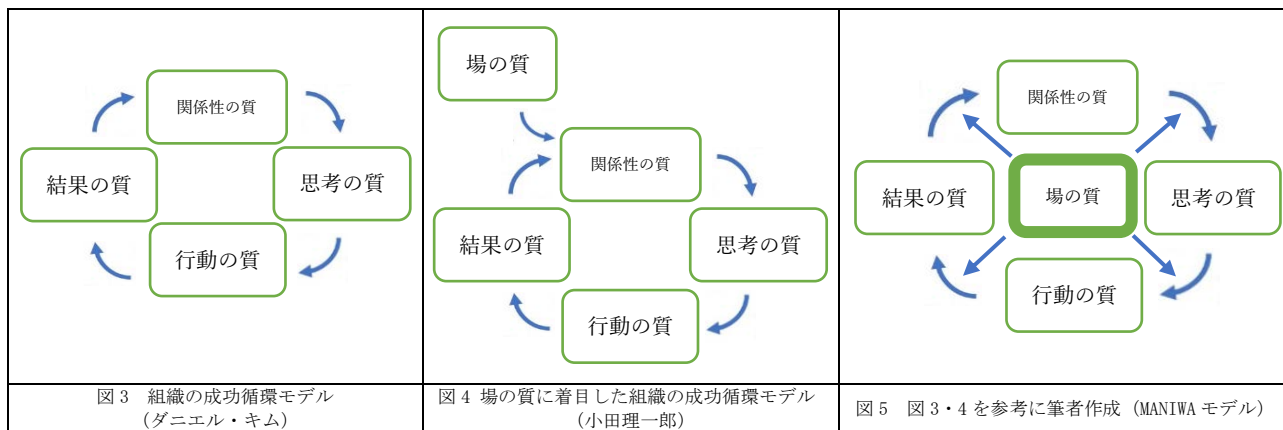 関係性の質
思考の質
行動の質
結果の質
図3 組織の成功循環モデル
(ダニエル・キム)
場の質
関係性の質
思考の質
行動の質
結果の質
図4 場の質に着目した組織の成功循環モデル
(小田理一郎)
関係性の質
場の質
思考の質
行動の質
結果の質
図5 図3・4を参考に筆者作成 (MANIWAモデル)